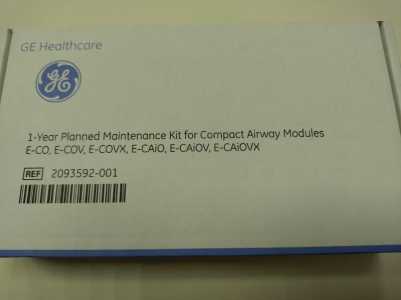 GE Healthcare
GE
1-Year Planned Maintenance Kit for Compact Airway Modules
E-CO, E-COV, E-COVX, E-CAiO, E-CAiOV, E-CAiOVX
REF 2093592-001